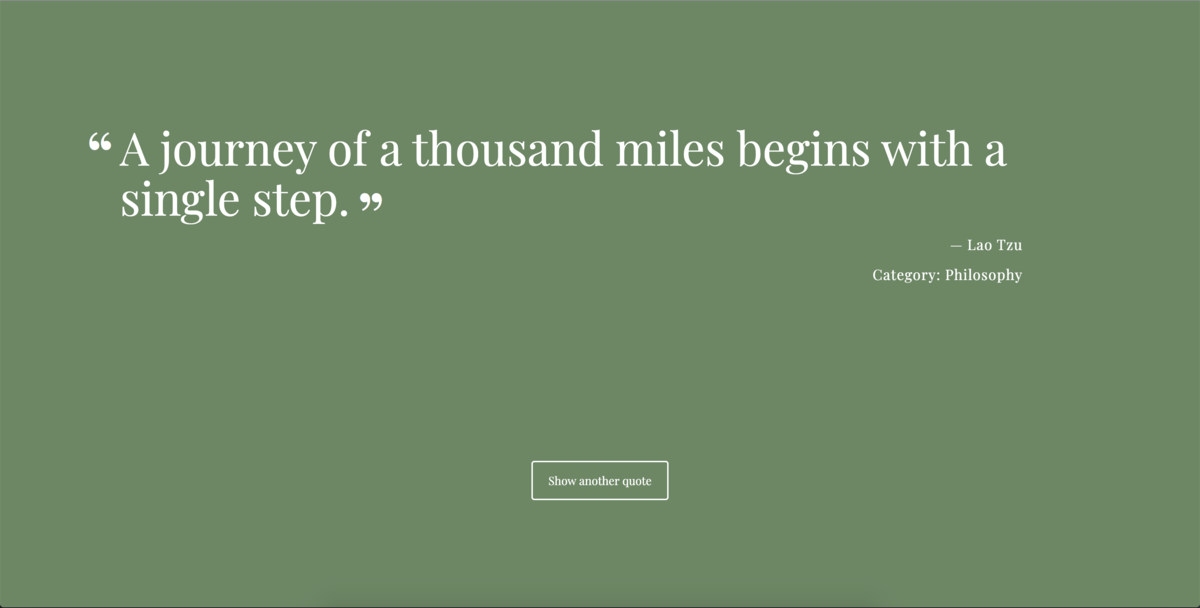 “ A journey of a thousand miles begins with a
single step. ”
— Lao Tzu
Category: Philosophy
Show another quote